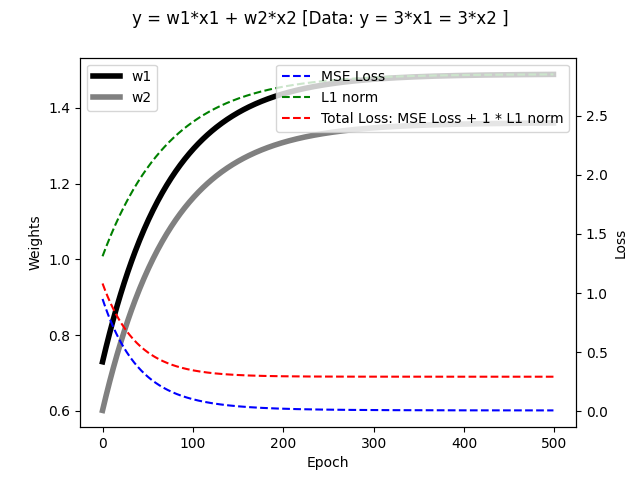 y = w1*x1 + w2*x2 [Data: y = 3*x1 = 3*x2 ]
w1
w2
MSE Loss
L1 norm
Total Loss: MSE Loss + 1 * L1 norm
Weights
1.4
1.2
1.0
0.8
0.6
2.5
2.0
1.5
1.0
0.5
0.0
Loss
0
100
200
300
400
500
Epoch